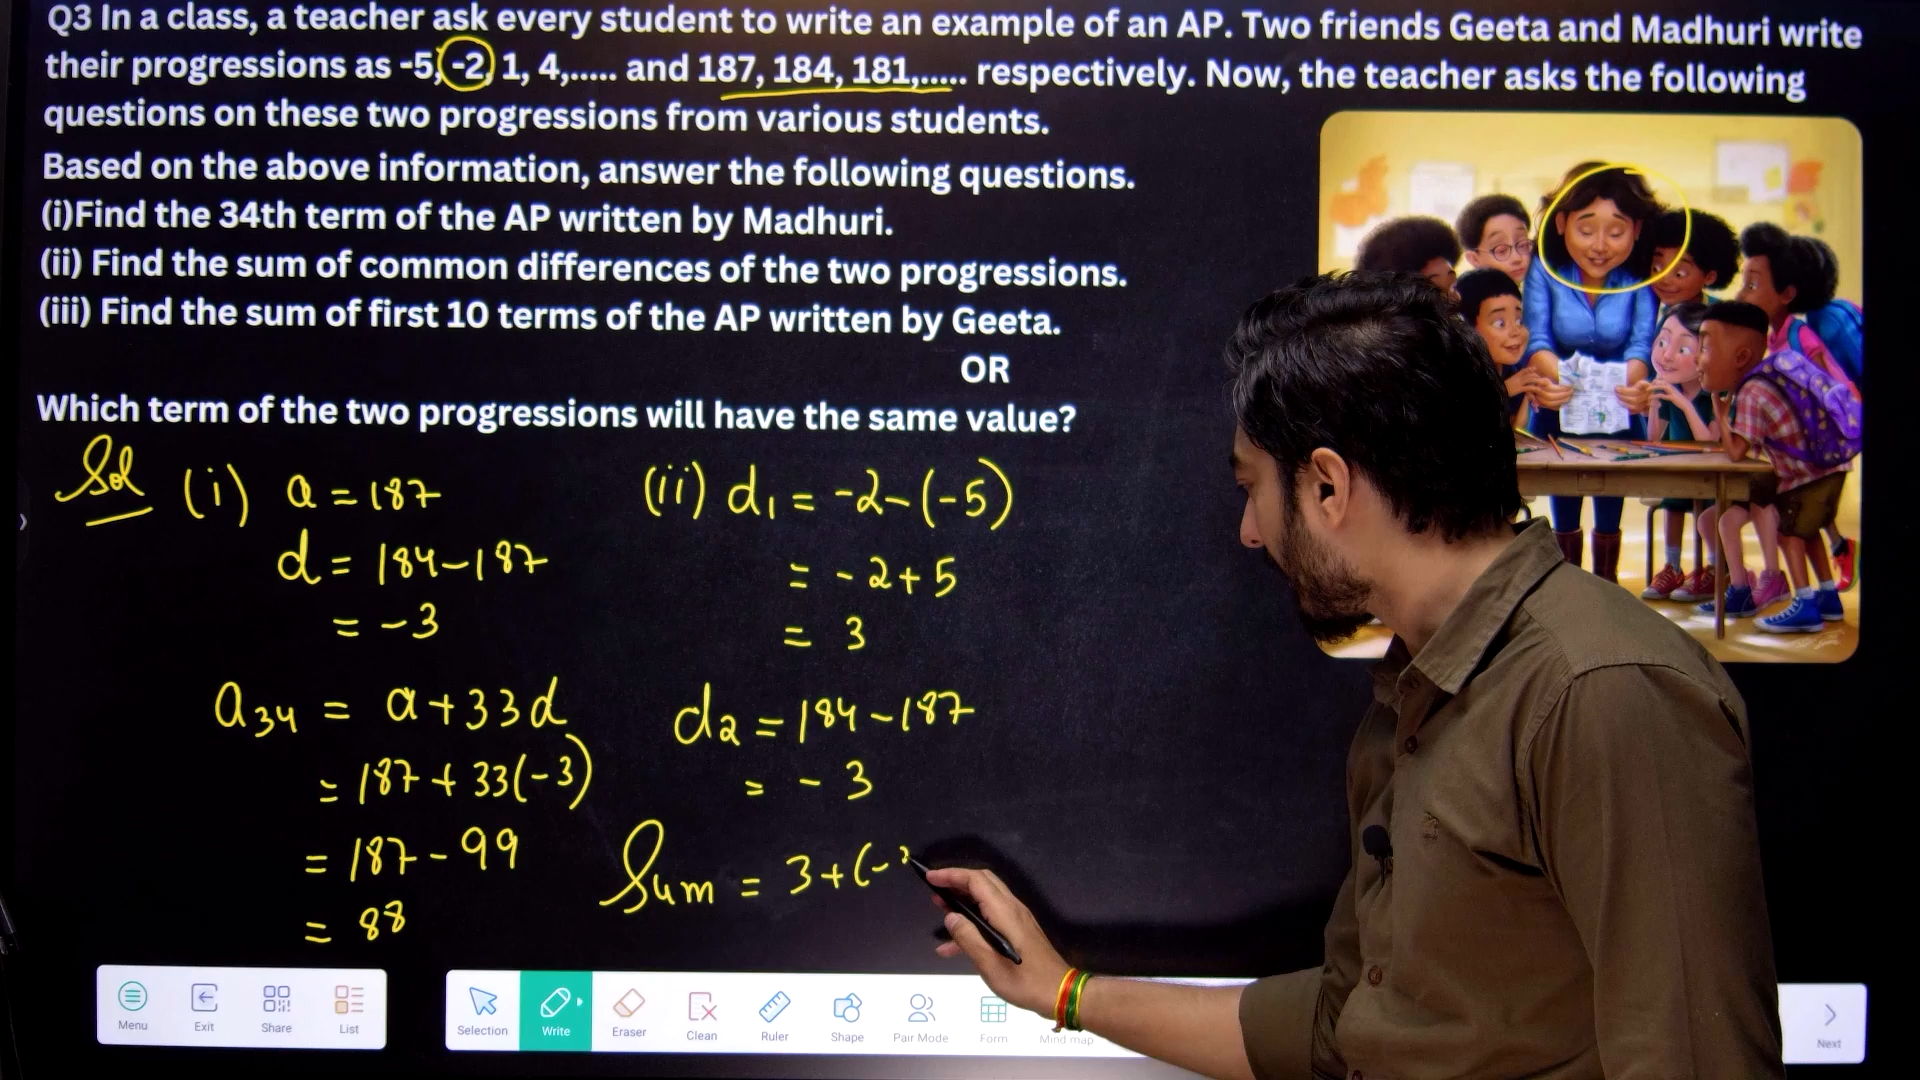 Q3 In a class, a teacher ask every student to write an example of an AP. Two friends Geeta and Madhuri write
their progressions as -5, -2, 1, 4,..... and 187, 184, 181,..... respectively. Now, the teacher asks the following
questions on these two progressions from various students.
Based on the above information, answer the following questions.
(i)Find the 34th term of the AP written by Madhuri.
(ii) Find the sum of common differences of the two progressions.
(iii) Find the sum of first 10 terms of the AP written by Geeta.
OR
Which term of the two progressions will have the same value?
Sol (i) a = 187
d = 184-187
= -3
a34 = a+33d
= 187 + 33(-3)
= 187 - 99
= 88
(ii) d1 = -2-(-5)
= -2+5
= 3
d2 = 184-187
= -3
Sum = 3+(-
Menu Exit Share List
Selection Write Eraser Clean Ruler Shape Pair Mode Form Mind map
Next